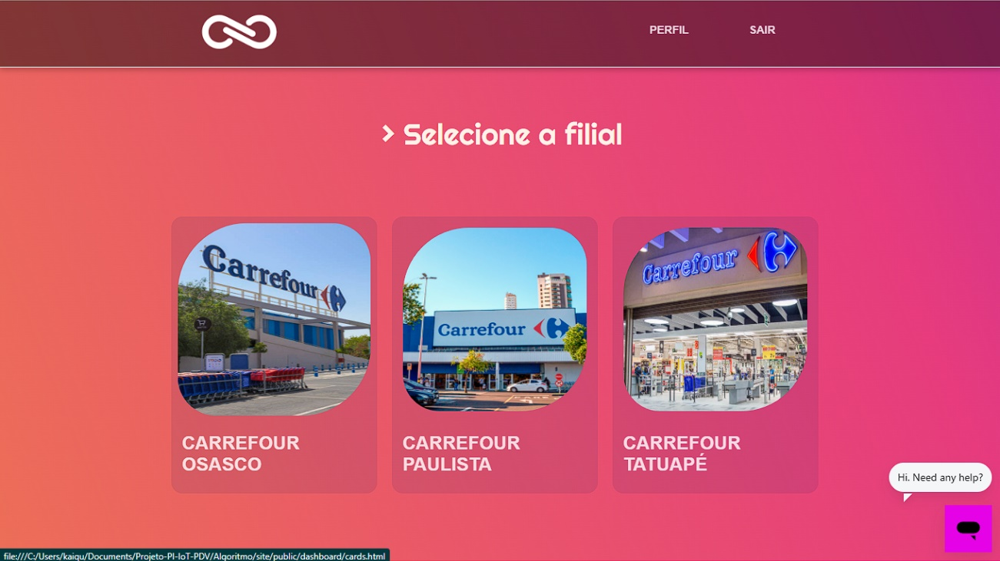 PERFIL
SAIR
> Selecione a filial
Carrefour
Carrefour
Carrefour
CARREFOUR
OSASCO
CARREFOUR
PAULISTA
CARREFOUR
TATUAPÉ
Hi. Need any help?
file:///C:/Users/kaiqu/Documents/Projeto-PI-IoT-PDV/Algoritmo/site/public/dashboard/cards.html